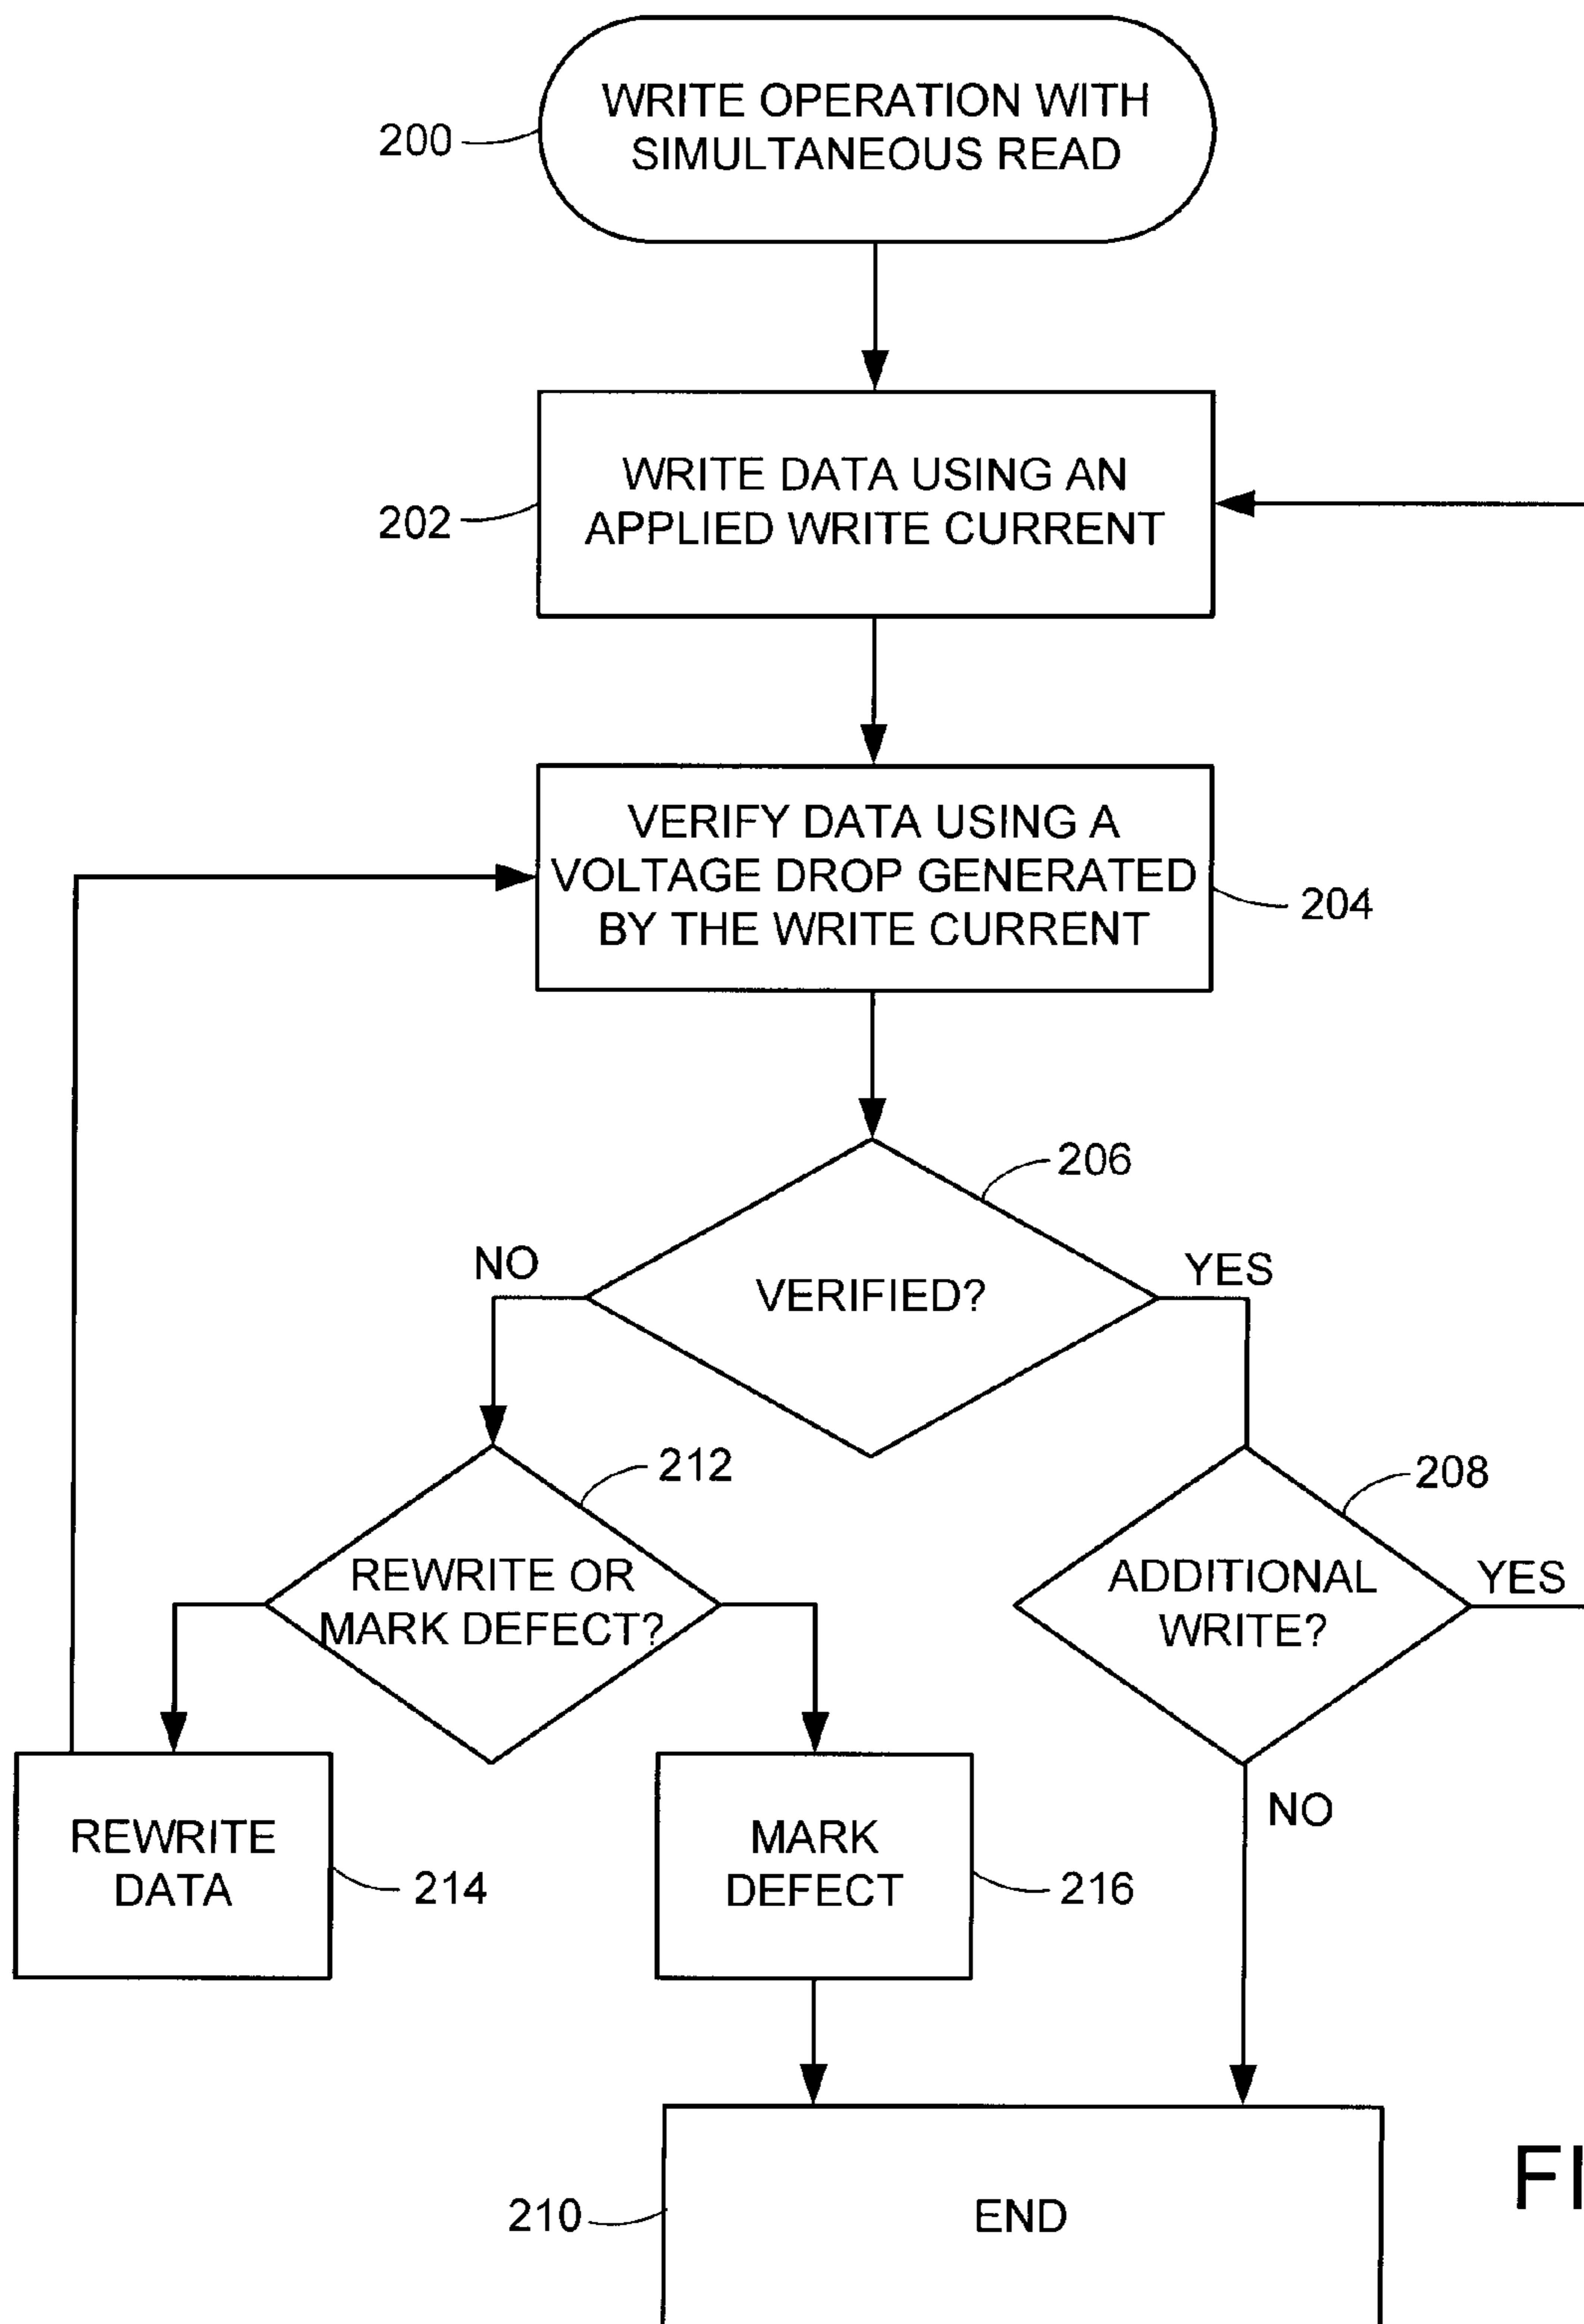 WRITE OPERATION WITH
SIMULTANEOUS READ
200
WRITE DATA USING AN
APPLIED WRITE CURRENT
202
VERIFY DATA USING A
VOLTAGE DROP GENERATED
BY THE WRITE CURRENT
204
206
NO
VERIFIED?
YES
212
208
REWRITE OR
MARK DEFECT?
ADDITIONAL
WRITE?
YES
NO
REWRITE
DATA
214
MARK
DEFECT
216
210
END
FI